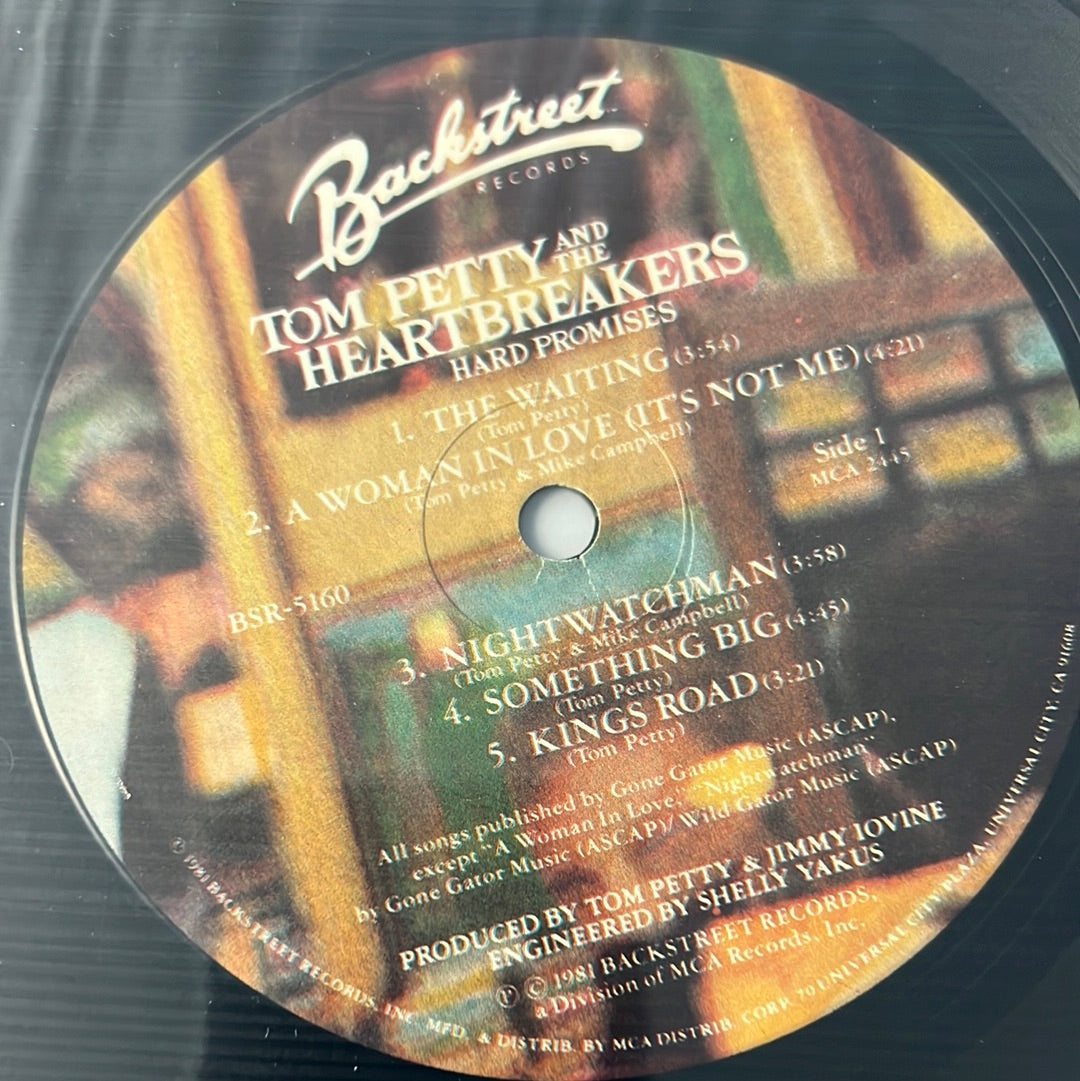 Backstreet
RECORDS
TOM PETTY AND THE
HEARTBREAKERS
HARD PROMISES
1. THE WAITING (3:54)
(Tom Petty)
2. A WOMAN IN LOVE (IT'S NOT ME) (4:21)
(Tom Petty & Mike Campbell)
Side 1
MCA 2445
BSR-5160
3. NIGHTWATCHMAN (3:58)
(Tom Petty & Mike Campbell)
4. SOMETHING BIG (4:45)
(Tom Petty)
5. KINGS ROAD (3:21)
(Tom Petty)
All songs published by Gone Gator Music (ASCAP),
except "A Woman In Love," "Nightwatchman"
by Gone Gator Music (ASCAP)/ Wild Gator Music (ASCAP)
PRODUCED BY TOM PETTY & JIMMY IOVINE
ENGINEERED BY SHELLY YAKUS
℗ © 1981 BACKSTREET RECORDS,
a Division of MCA Records, Inc.
© 1981 BACKSTREET RECORDS, INC. MFD. & DISTRIB. BY MCA DISTRIB. CORP. 70 UNIVERSAL CITY PLAZA, UNIVERSAL CITY, CA 91608